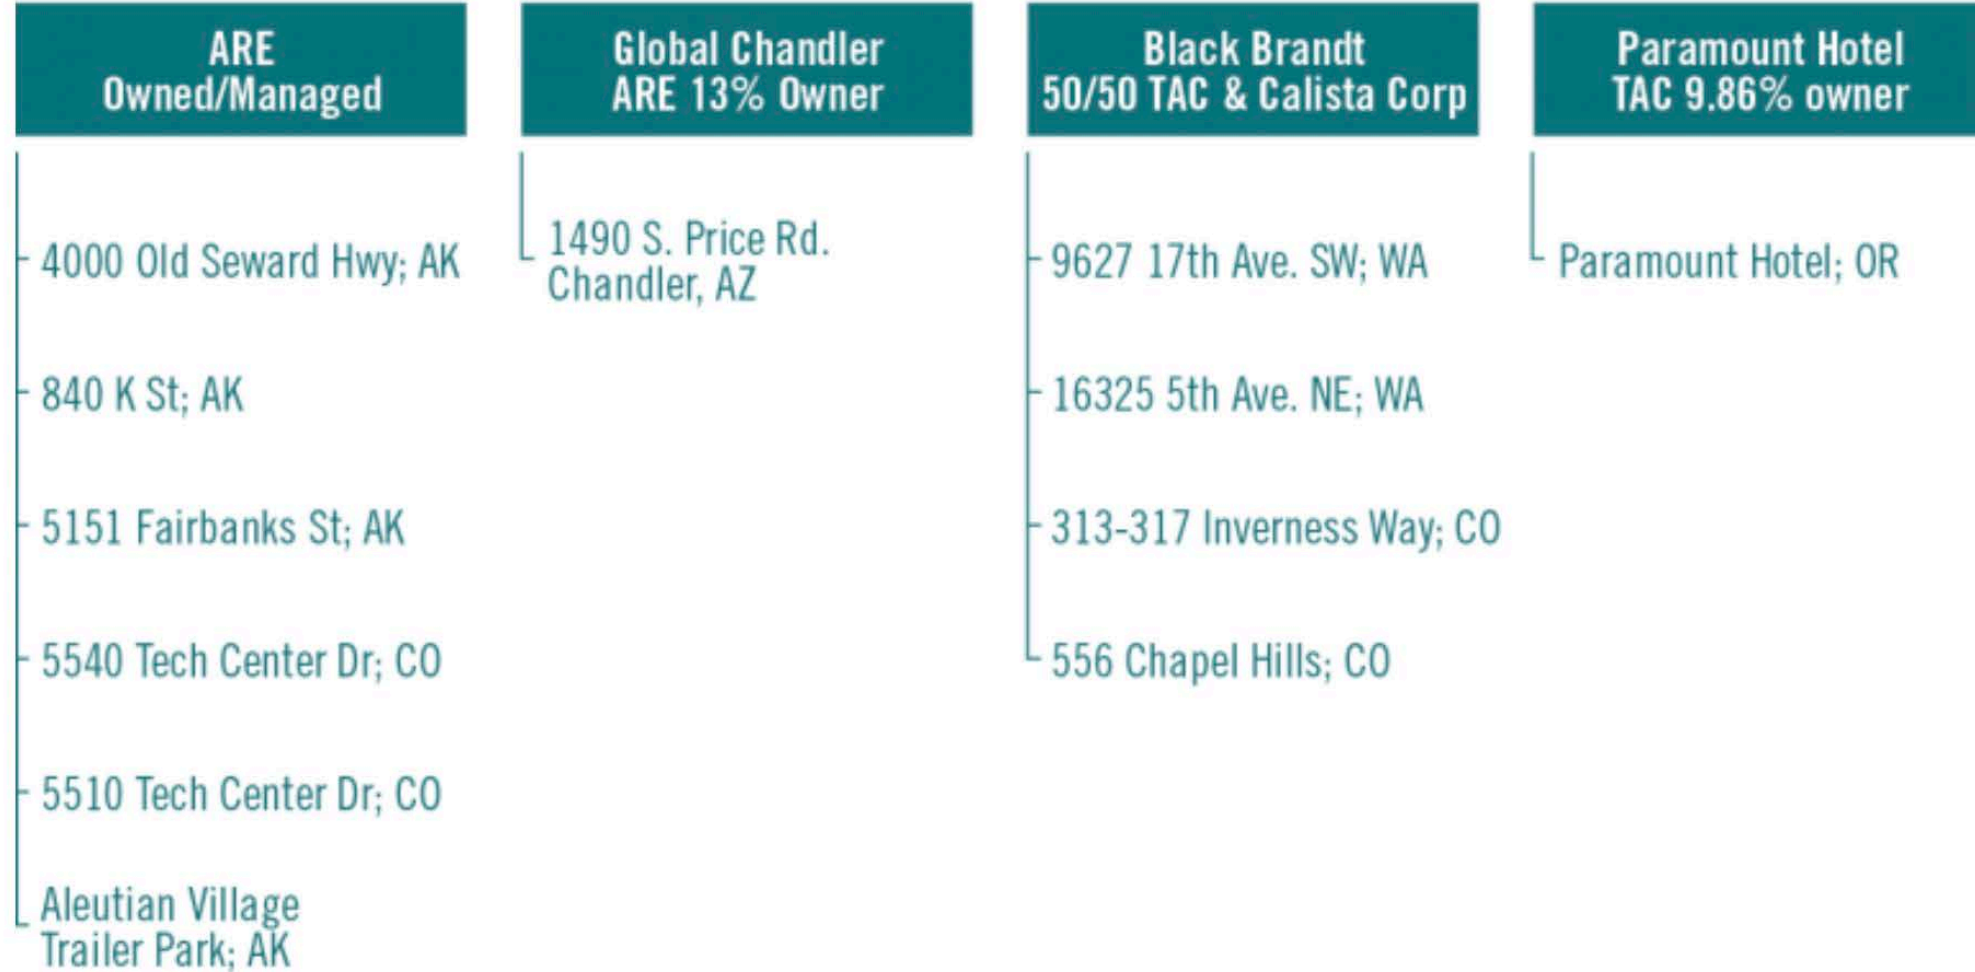 ARE
Owned/Managed
4000 Old Seward Hwy; AK
840 K St; AK
5151 Fairbanks St; AK
5540 Tech Center Dr; CO
5510 Tech Center Dr; CO
Aleutian Village
Trailer Park; AK
Global Chandler
ARE 13% Owner
1490 S. Price Rd.
Chandler, AZ
Black Brandt
50/50 TAC & Calista Corp
9627 17th Ave. SW; WA
16325 5th Ave. NE; WA
313-317 Inverness Way; CO
556 Chapel Hills; CO
Paramount Hotel
TAC 9.86% owner
Paramount Hotel; OR